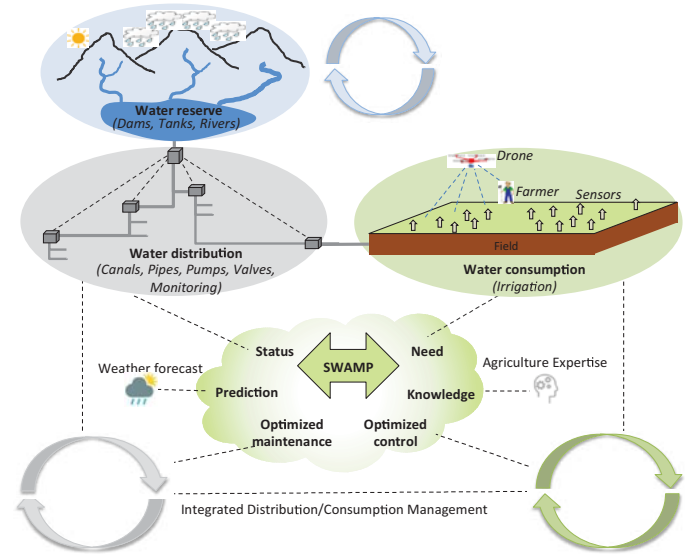 Water reserve
(Dams, Tanks, Rivers)
Drone
Farmer
Sensors
Field
Water distribution
(Canals, Pipes, Pumps, Valves,
Monitoring)
Water consumption
(Irrigation)
Status
SWAMP
Need
Weather forecast
Agriculture Expertise
Prediction
Knowledge
Optimized
maintenance
Optimized
control
Integrated Distribution/Consumption Management